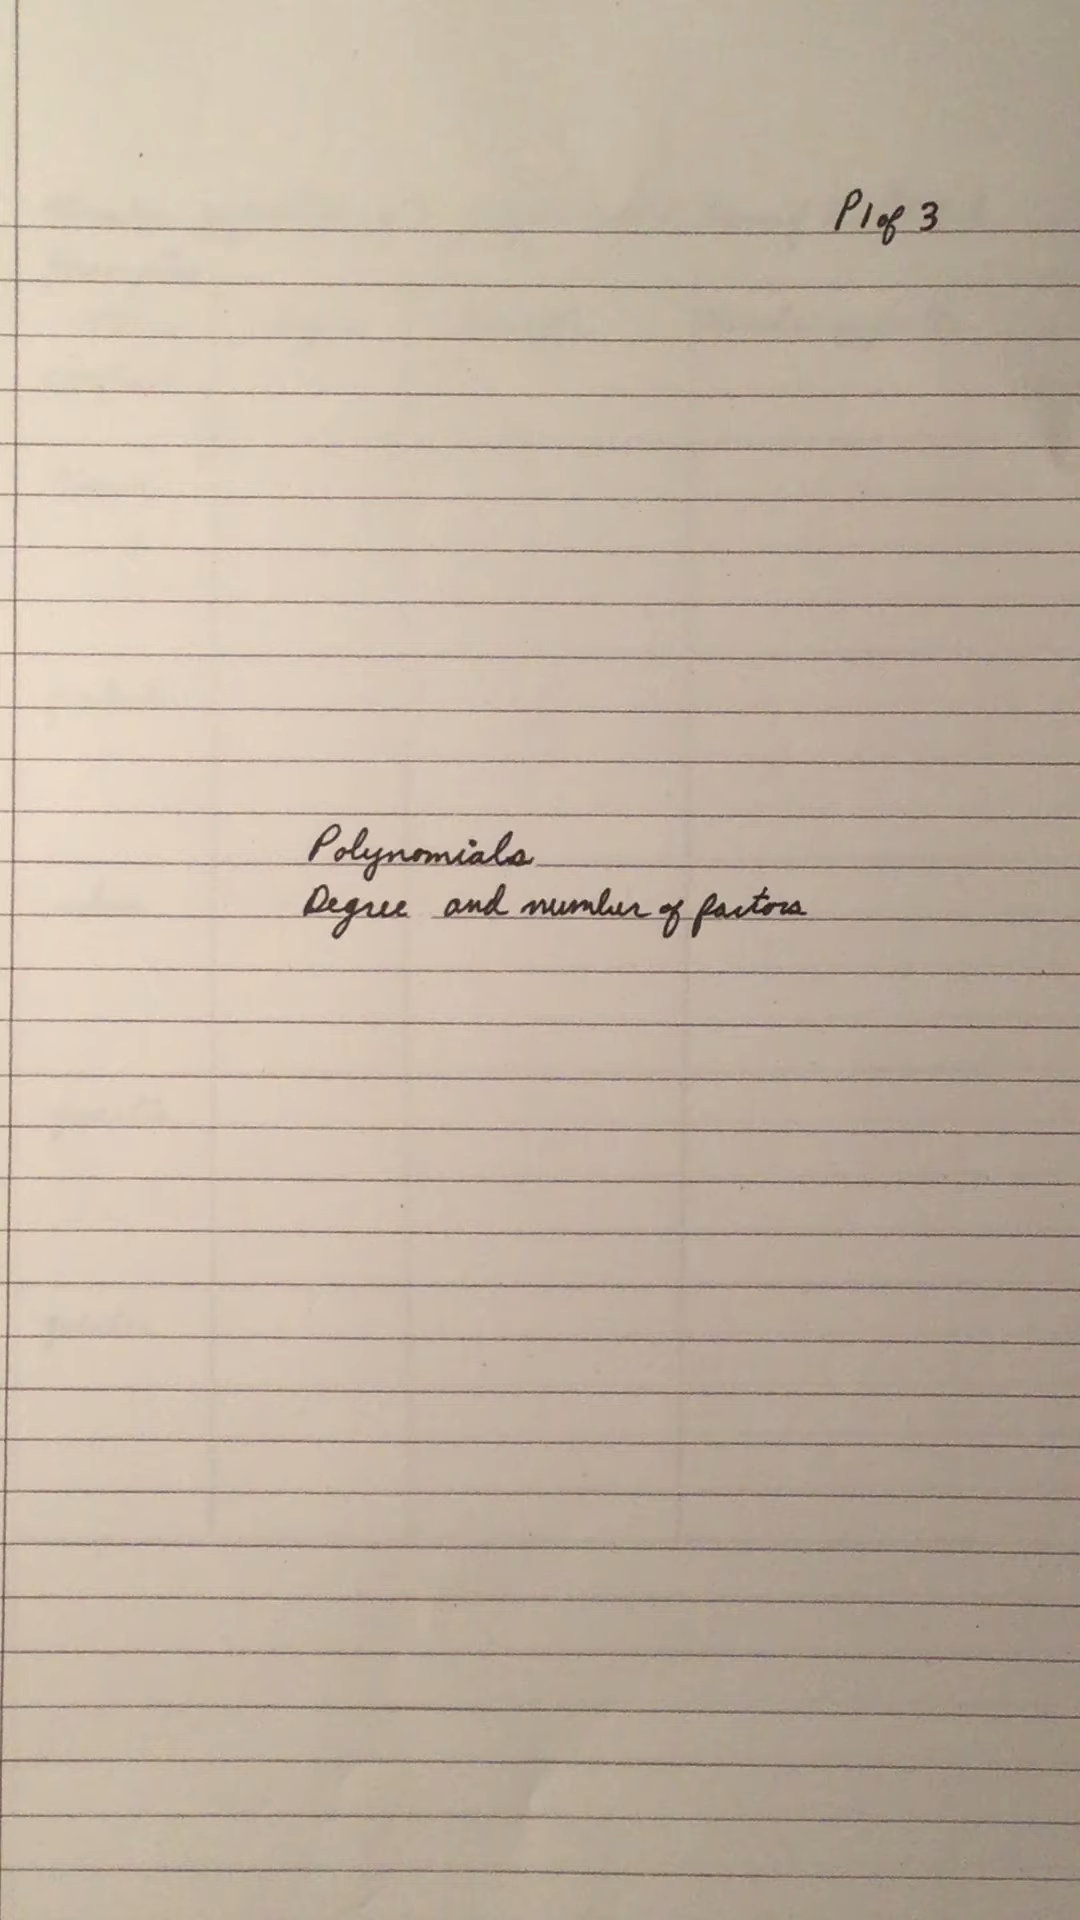 P1 of 3
Polynomials
Degree and number of factors